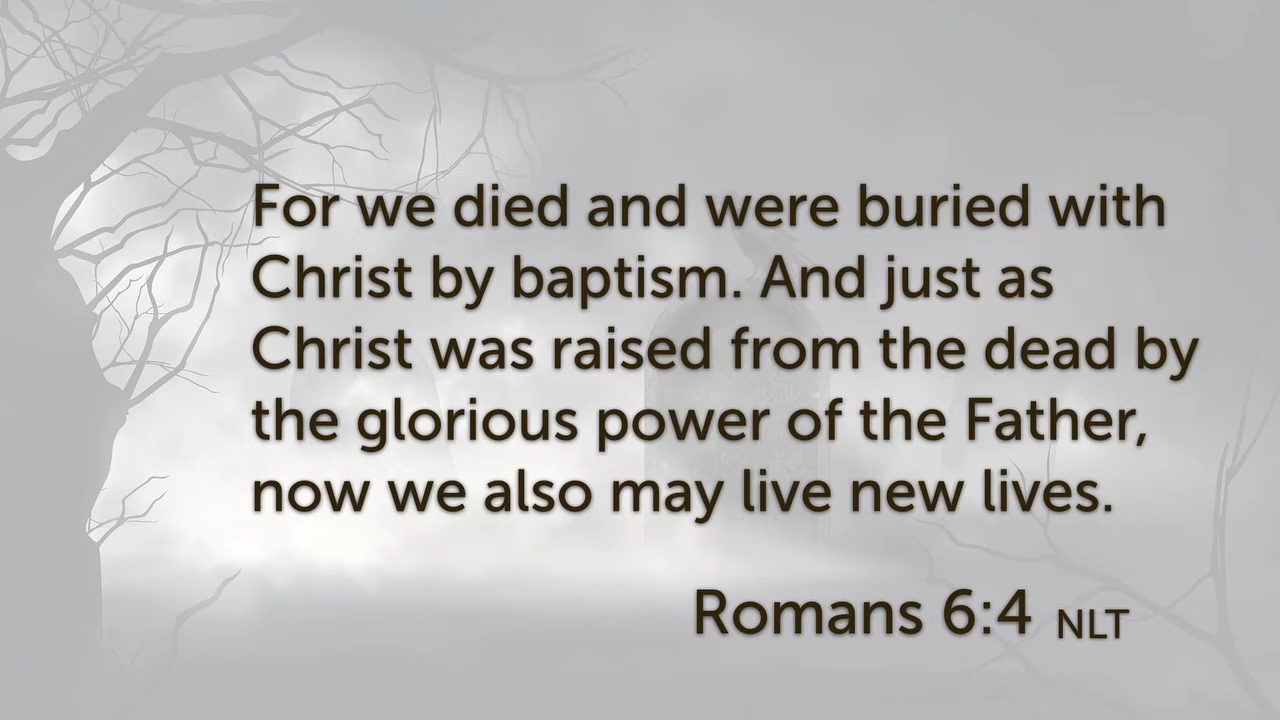 For we died and were buried with
Christ by baptism. And just as
Christ was raised from the dead by
the glorious power of the Father,
now we also may live new lives.
Romans 6:4 NLT